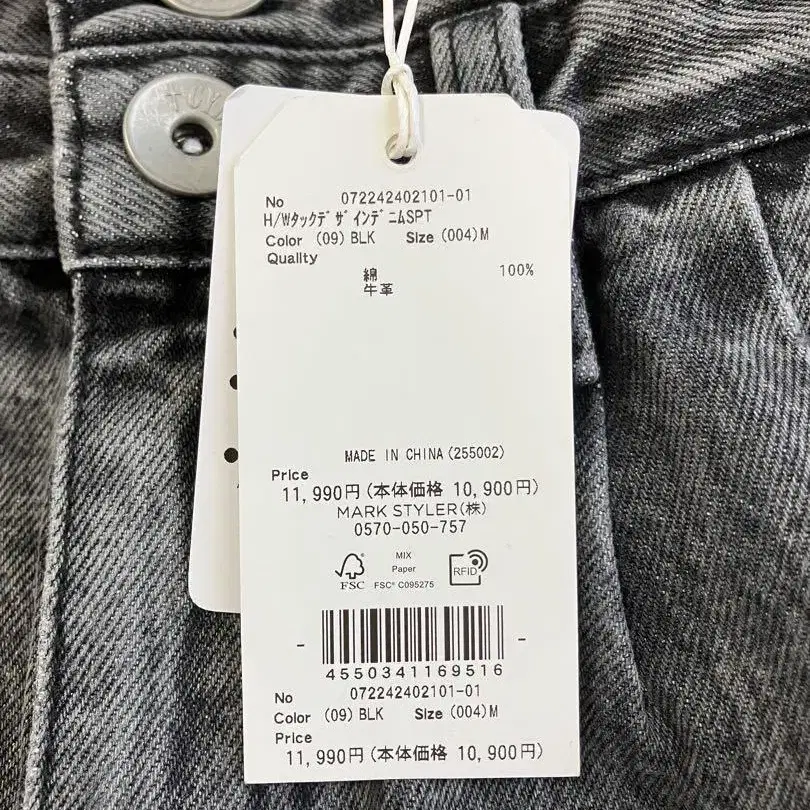 No 072242402101-01
H/WタックデザインデニムSPT
Color (09) BLK Size (004) M
Quality
綿 100%
牛革
MADE IN CHINA (255002)
Price
11,990円 (本体価格 10,900円)
MARK STYLER (株)
0570-050-757
FSC
MIX
Paper
FSC® C095275
RFID
- -
4550341169516
No 072242402101-01
Color (09) BLK Size (004) M
Price
11,990円 (本体価格 10,900円)